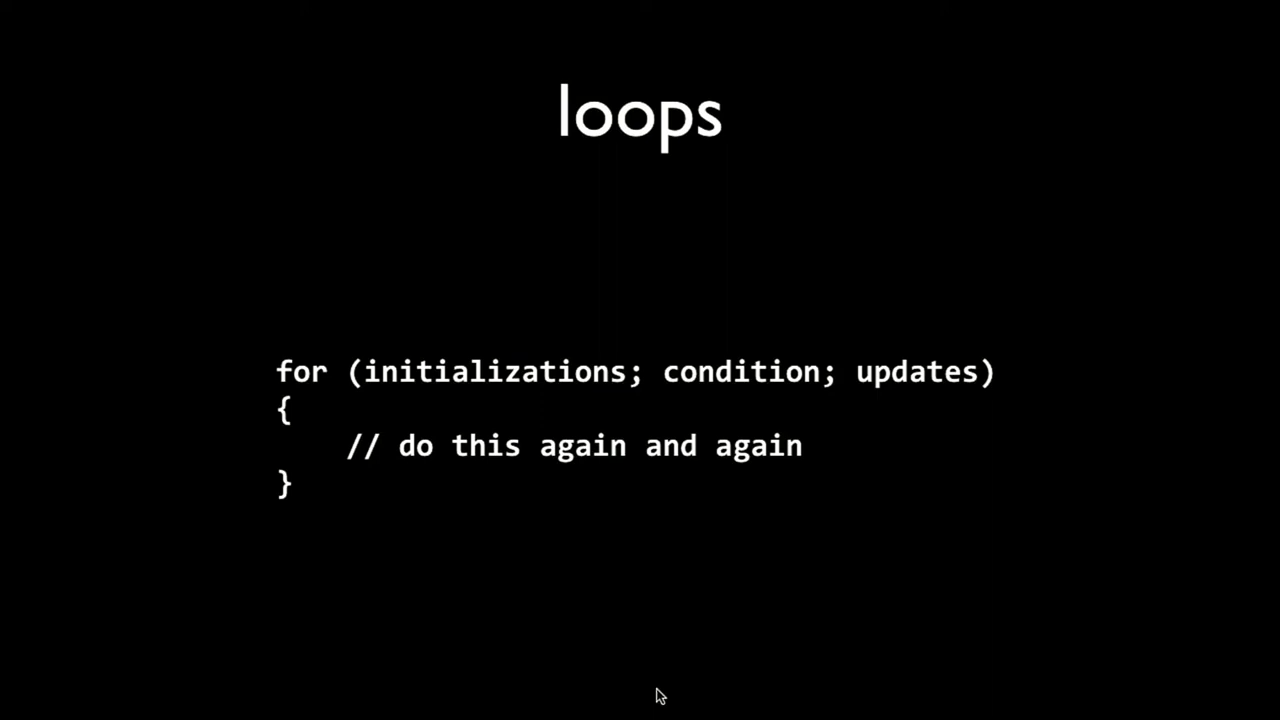 loops
for (initializations; condition; updates)
{
    // do this again and again
}